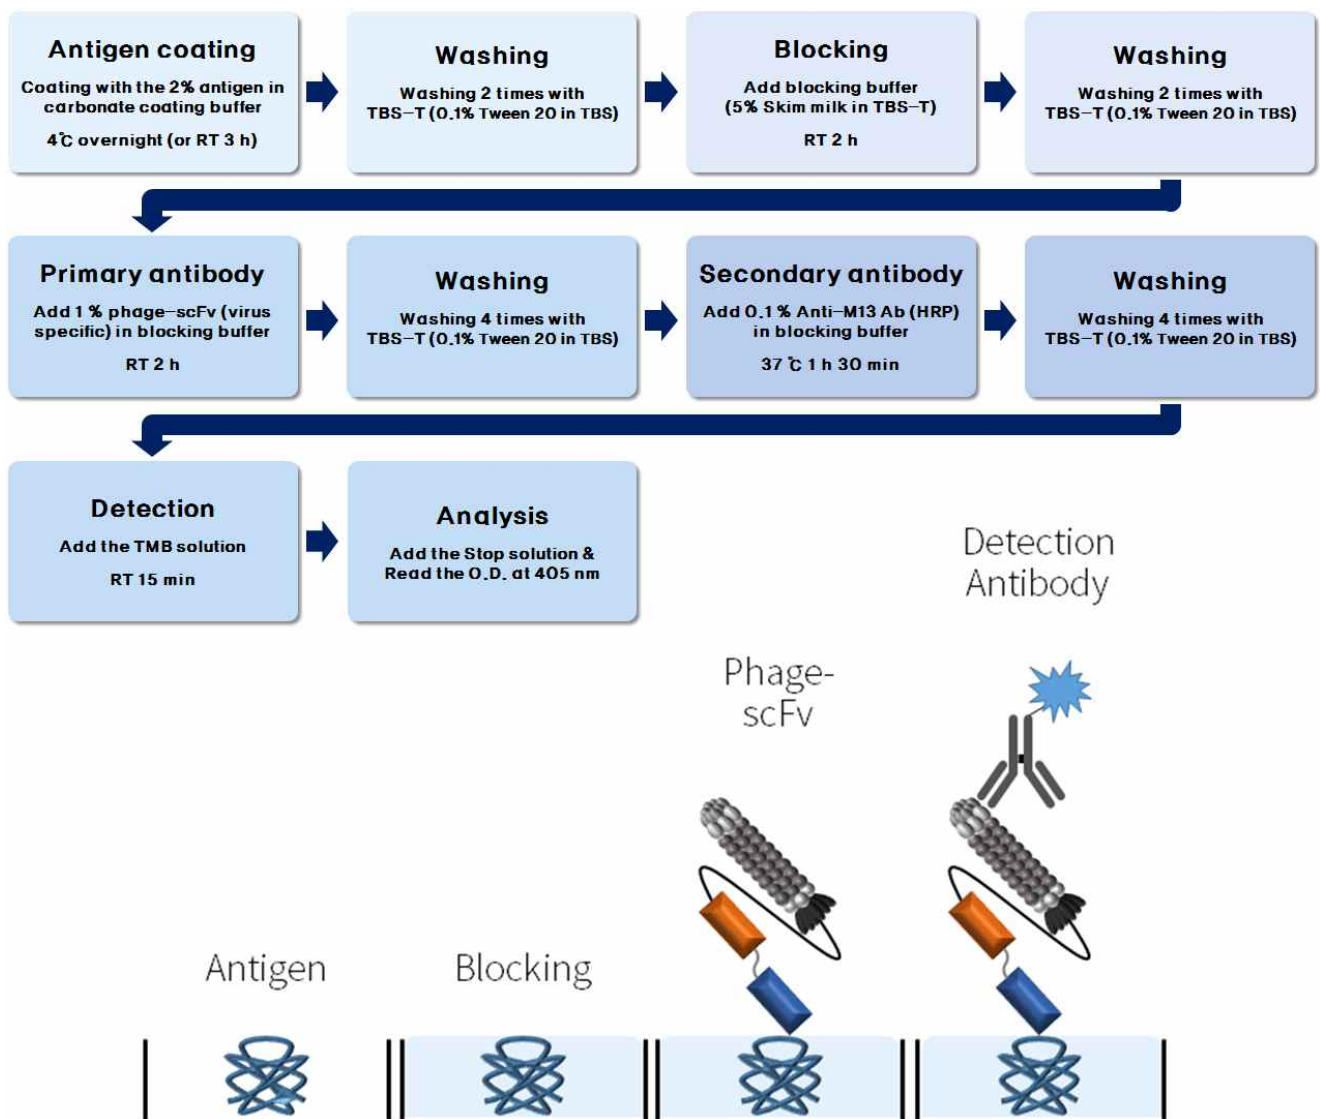 Antigen coating
Coating with the 2% antigen in
carbonate coating buffer
4℃ overnight (or RT 3 h)
Washing
Washing 2 times with
TBS-T (0.1% Tween 20 in TBS)
Blocking
Add blocking buffer
(5% Skim milk in TBS-T)
RT 2 h
Washing
Washing 2 times with
TBS-T (0.1% Tween 20 in TBS)
Primary antibody
Add 1 % phage-scFv (virus
specific) in blocking buffer
RT 2 h
Washing
Washing 4 times with
TBS-T (0.1% Tween 20 in TBS)
Secondary antibody
Add 0.1 % Anti-M13 Ab (HRP)
in blocking buffer
37 ℃ 1 h 30 min
Washing
Washing 4 times with
TBS-T (0.1% Tween 20 in TBS)
Detection
Add the TMB solution
RT 15 min
Analysis
Add the Stop solution &
Read the O.D. at 405 nm
Antigen
Blocking
Phage-
scFv
Detection
Antibody